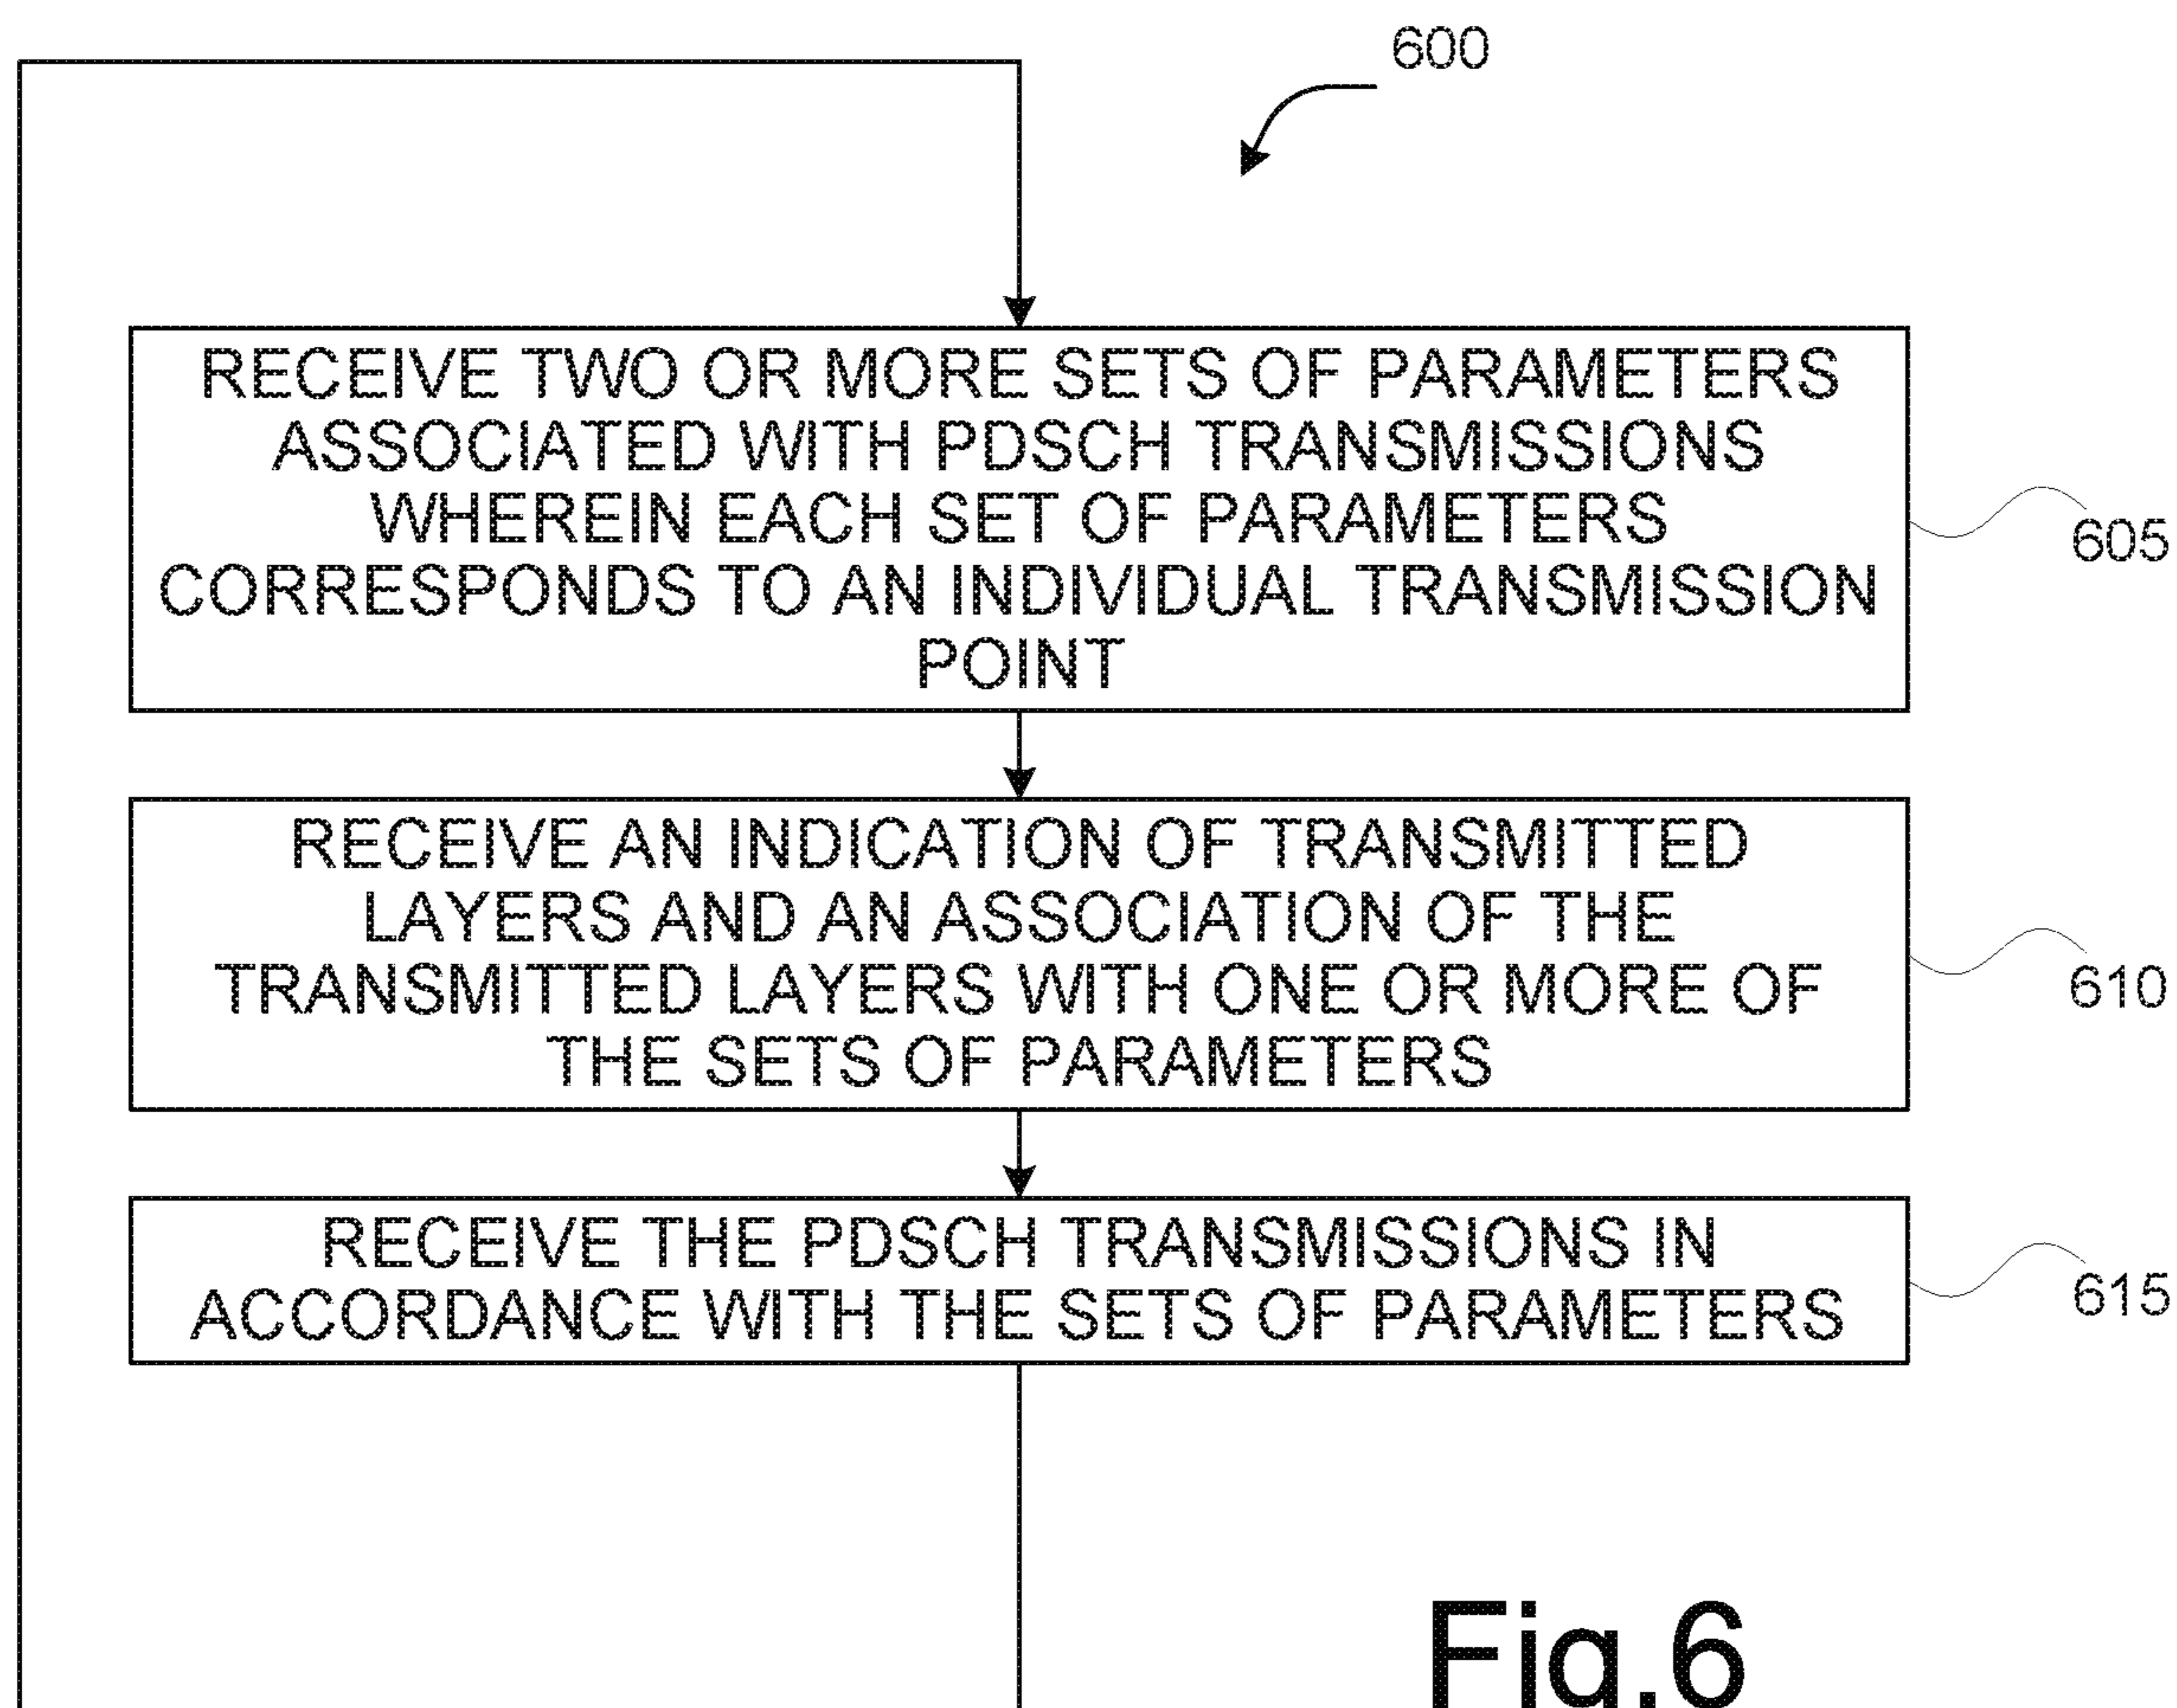 600
RECEIVE TWO OR MORE SETS OF PARAMETERS
ASSOCIATED WITH PDSCH TRANSMISSIONS
WHEREIN EACH SET OF PARAMETERS
CORRESPONDS TO AN INDIVIDUAL TRANSMISSION
POINT
605
RECEIVE AN INDICATION OF TRANSMITTED
LAYERS AND AN ASSOCIATION OF THE
TRANSMITTED LAYERS WITH ONE OR MORE OF
THE SETS OF PARAMETERS
610
RECEIVE THE PDSCH TRANSMISSIONS IN
ACCORDANCE WITH THE SETS OF PARAMETERS
615
Fig.6